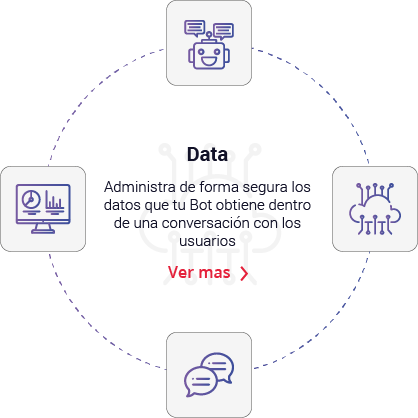 Data
Administra de forma segura los
datos que tu Bot obtiene dentro
de una conversación con los
usuarios
Ver mas